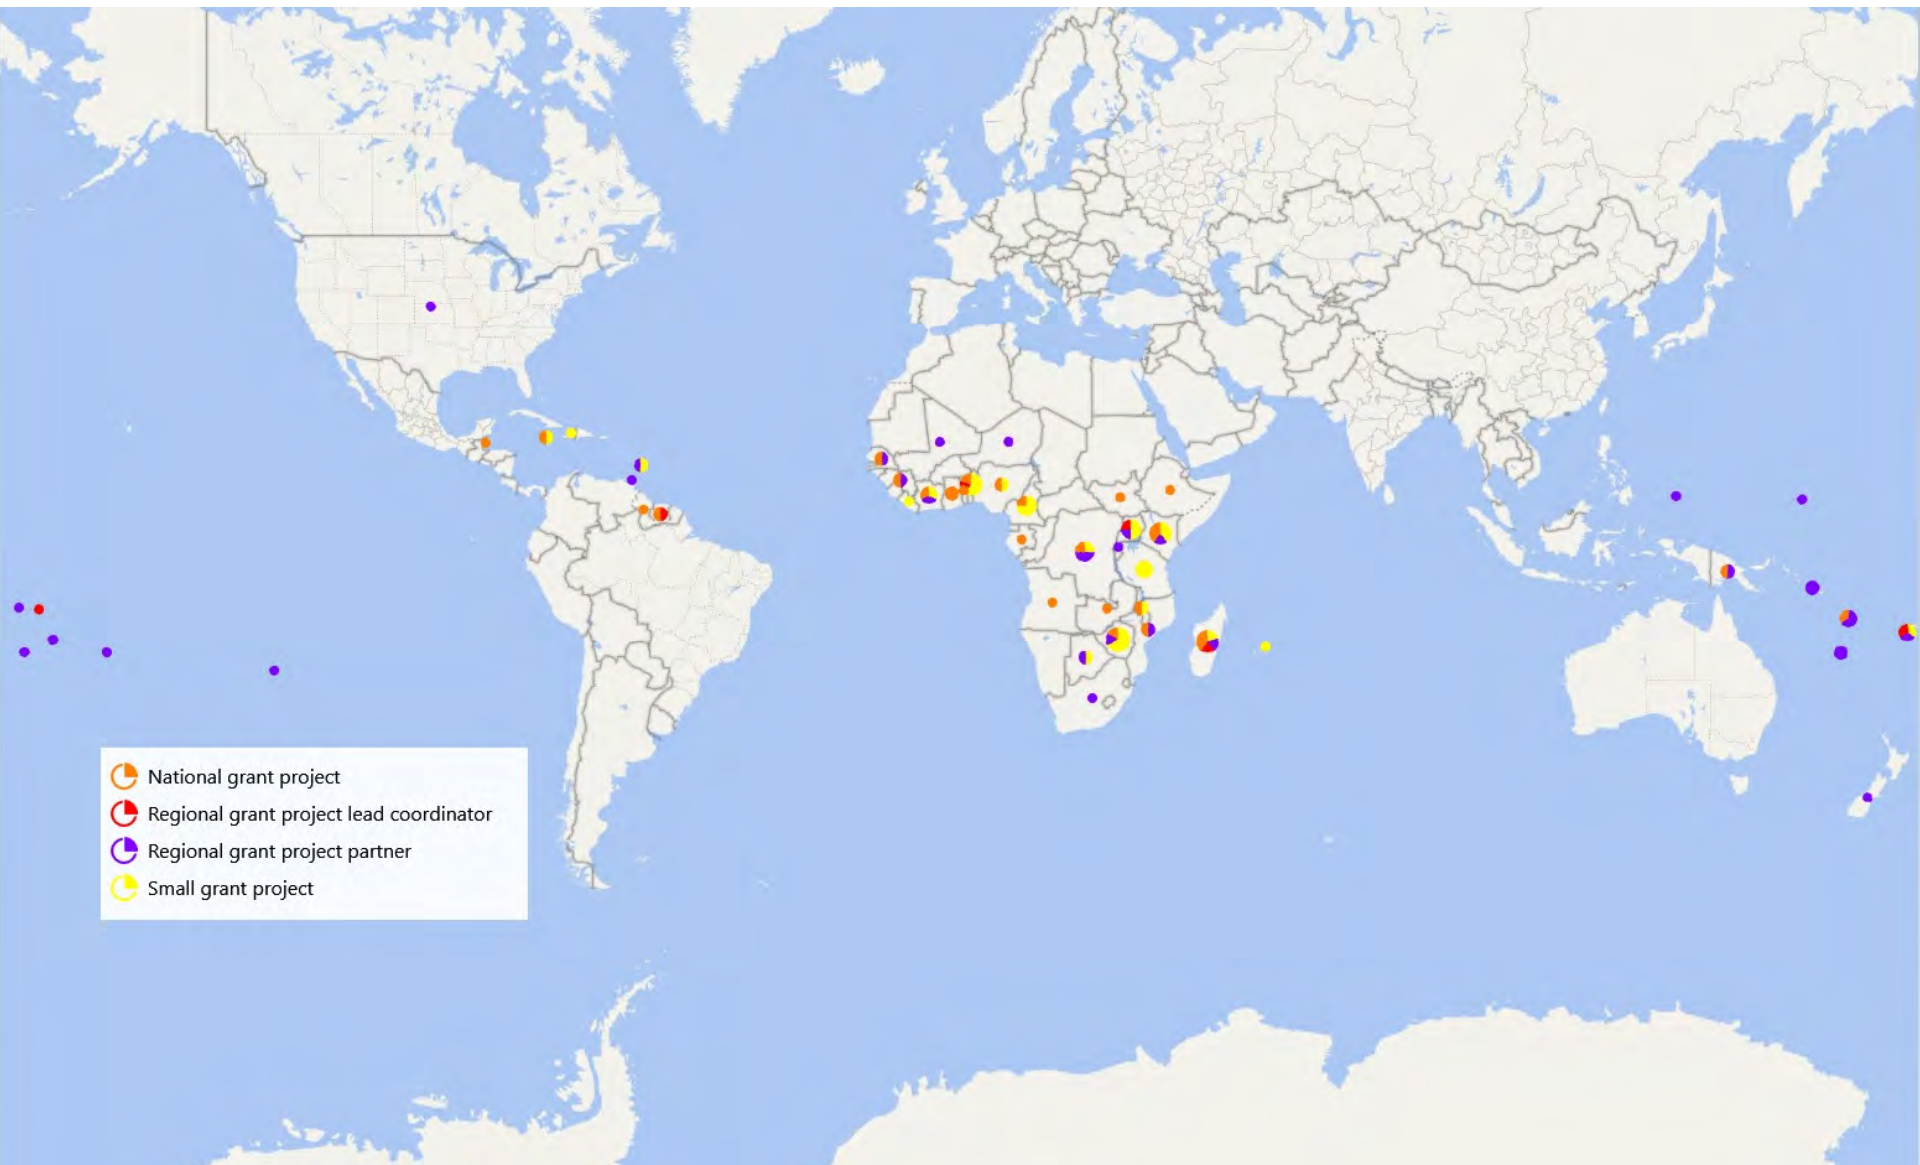 National grant project
Regional grant project lead coordinator
Regional grant project partner
Small grant project